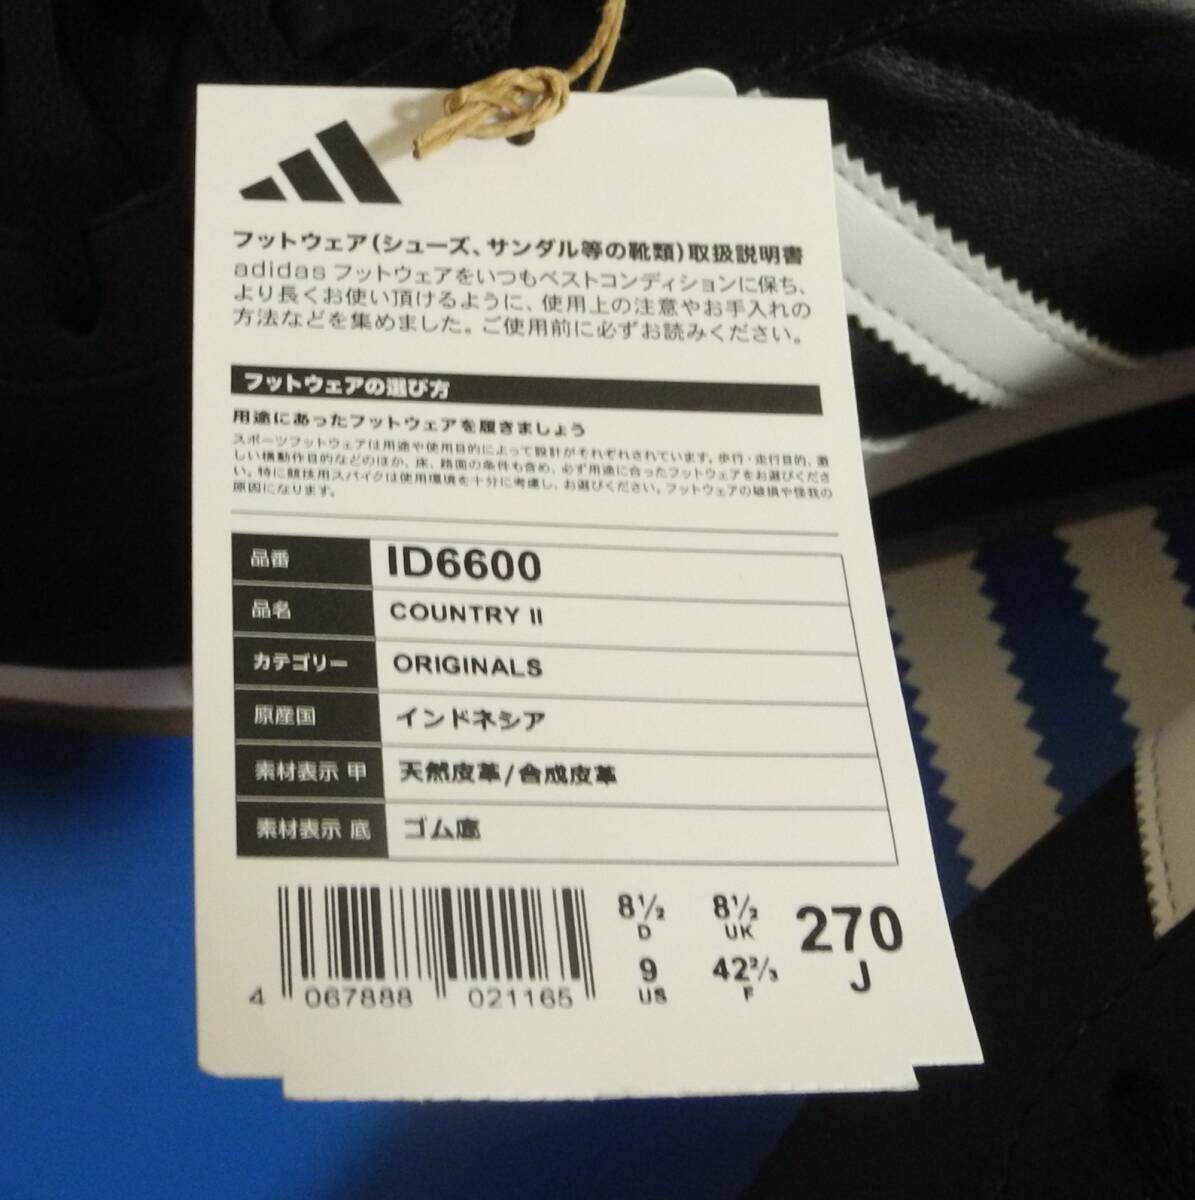 フットウェア(シューズ、サンダル等の靴類)取扱説明書
adidas フットウェアをいつもベストコンディションに保ち、
より長くお使い頂けるように、使用上の注意やお手入れの
方法などを集めました。ご使用前に必ずお読みください。
フットウェアの選び方
用途にあったフットウェアを履きましょう
スポーツフットウェアは用途や使用目的によって設計がそれぞれされています。歩行・走行目的、激
しい横動作目的などのほか、床、路面の条件も含め、必ず用途に合ったフットウェアをお選びくださ
い。特に競技用スパイクは使用環境を十分に考慮し、お選びください。フットウェアの破損や怪我の
原因になります。
品番 ID6600
品名 COUNTRY II
カテゴリー ORIGINALS
原産国 インドネシア
素材表示 甲 天然皮革/合成皮革
素材表示 底 ゴム底
8½ 8½ 270
D UK
9 42⅔ J
US F
4 067888 021165